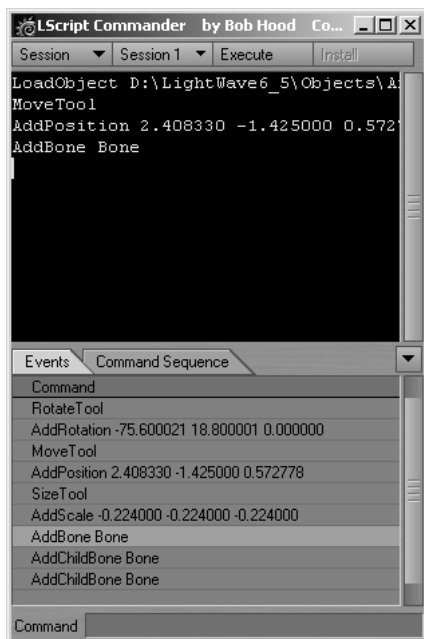 LScript Commander by Bob Hood Co...
Session Session 1 Execute Install
LoadObject D:\LightWave6_5\Objects\
MoveTool
AddPosition 2.408330 -1.425000 0.572
AddBone Bone
Events Command Sequence
Command
RotateTool
AddRotation -75.600021 18.800001 0.000000
MoveTool
AddPosition 2.408330 -1.425000 0.572778
SizeTool
AddScale -0.224000 -0.224000 -0.224000
AddBone Bone
AddChildBone Bone
AddChildBone Bone
Command